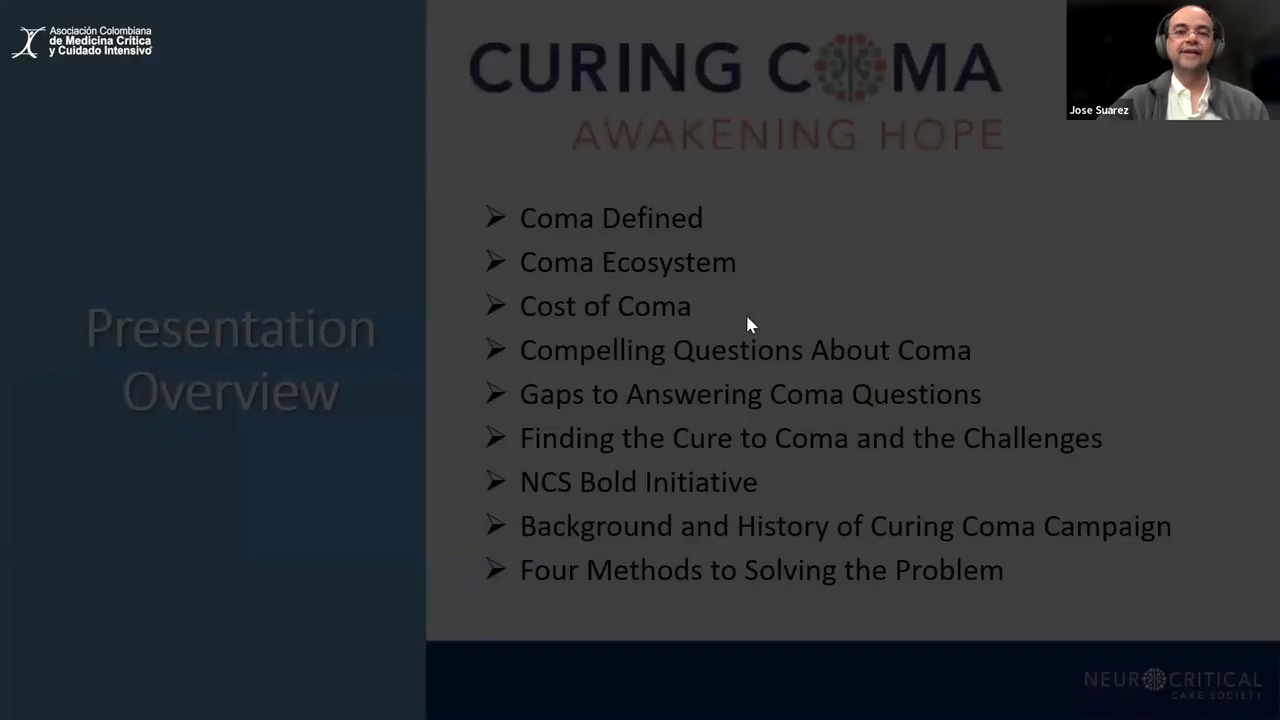 Asociación Colombiana
de Medicina Crítica
y Cuidado Intensivo
CURING COMA
AWAKENING HOPE
Jose Suarez
Presentation
Overview
Coma Defined
Coma Ecosystem
Cost of Coma
Compelling Questions About Coma
Gaps to Answering Coma Questions
Finding the Cure to Coma and the Challenges
NCS Bold Initiative
Background and History of Curing Coma Campaign
Four Methods to Solving the Problem
NEUROCRITICAL
CARE SOCIETY